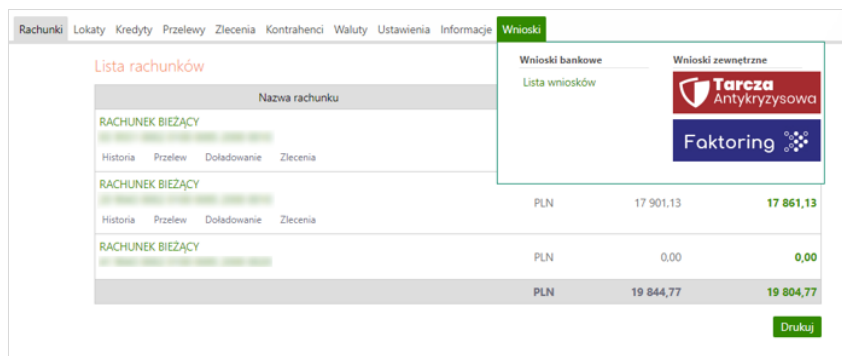 Rachunki Lokaty Kredyty Przelewy Zlecenia Kontrahenci Waluty Ustawienia Informacje Wnioski
Lista rachunków
Wnioski bankowe Wnioski zewnętrzne
Lista wniosków
Tarcza
Antykryzysowa
Faktoring
Nazwa rachunku
RACHUNEK BIEŻĄCY
Historia Przelew Doładowanie Zlecenia
RACHUNEK BIEŻĄCY
PLN 17 901,13 17 861,13
Historia Przelew Doładowanie Zlecenia
RACHUNEK BIEŻĄCY
PLN 0,00 0,00
PLN 19 844,77 19 804,77
Drukuj